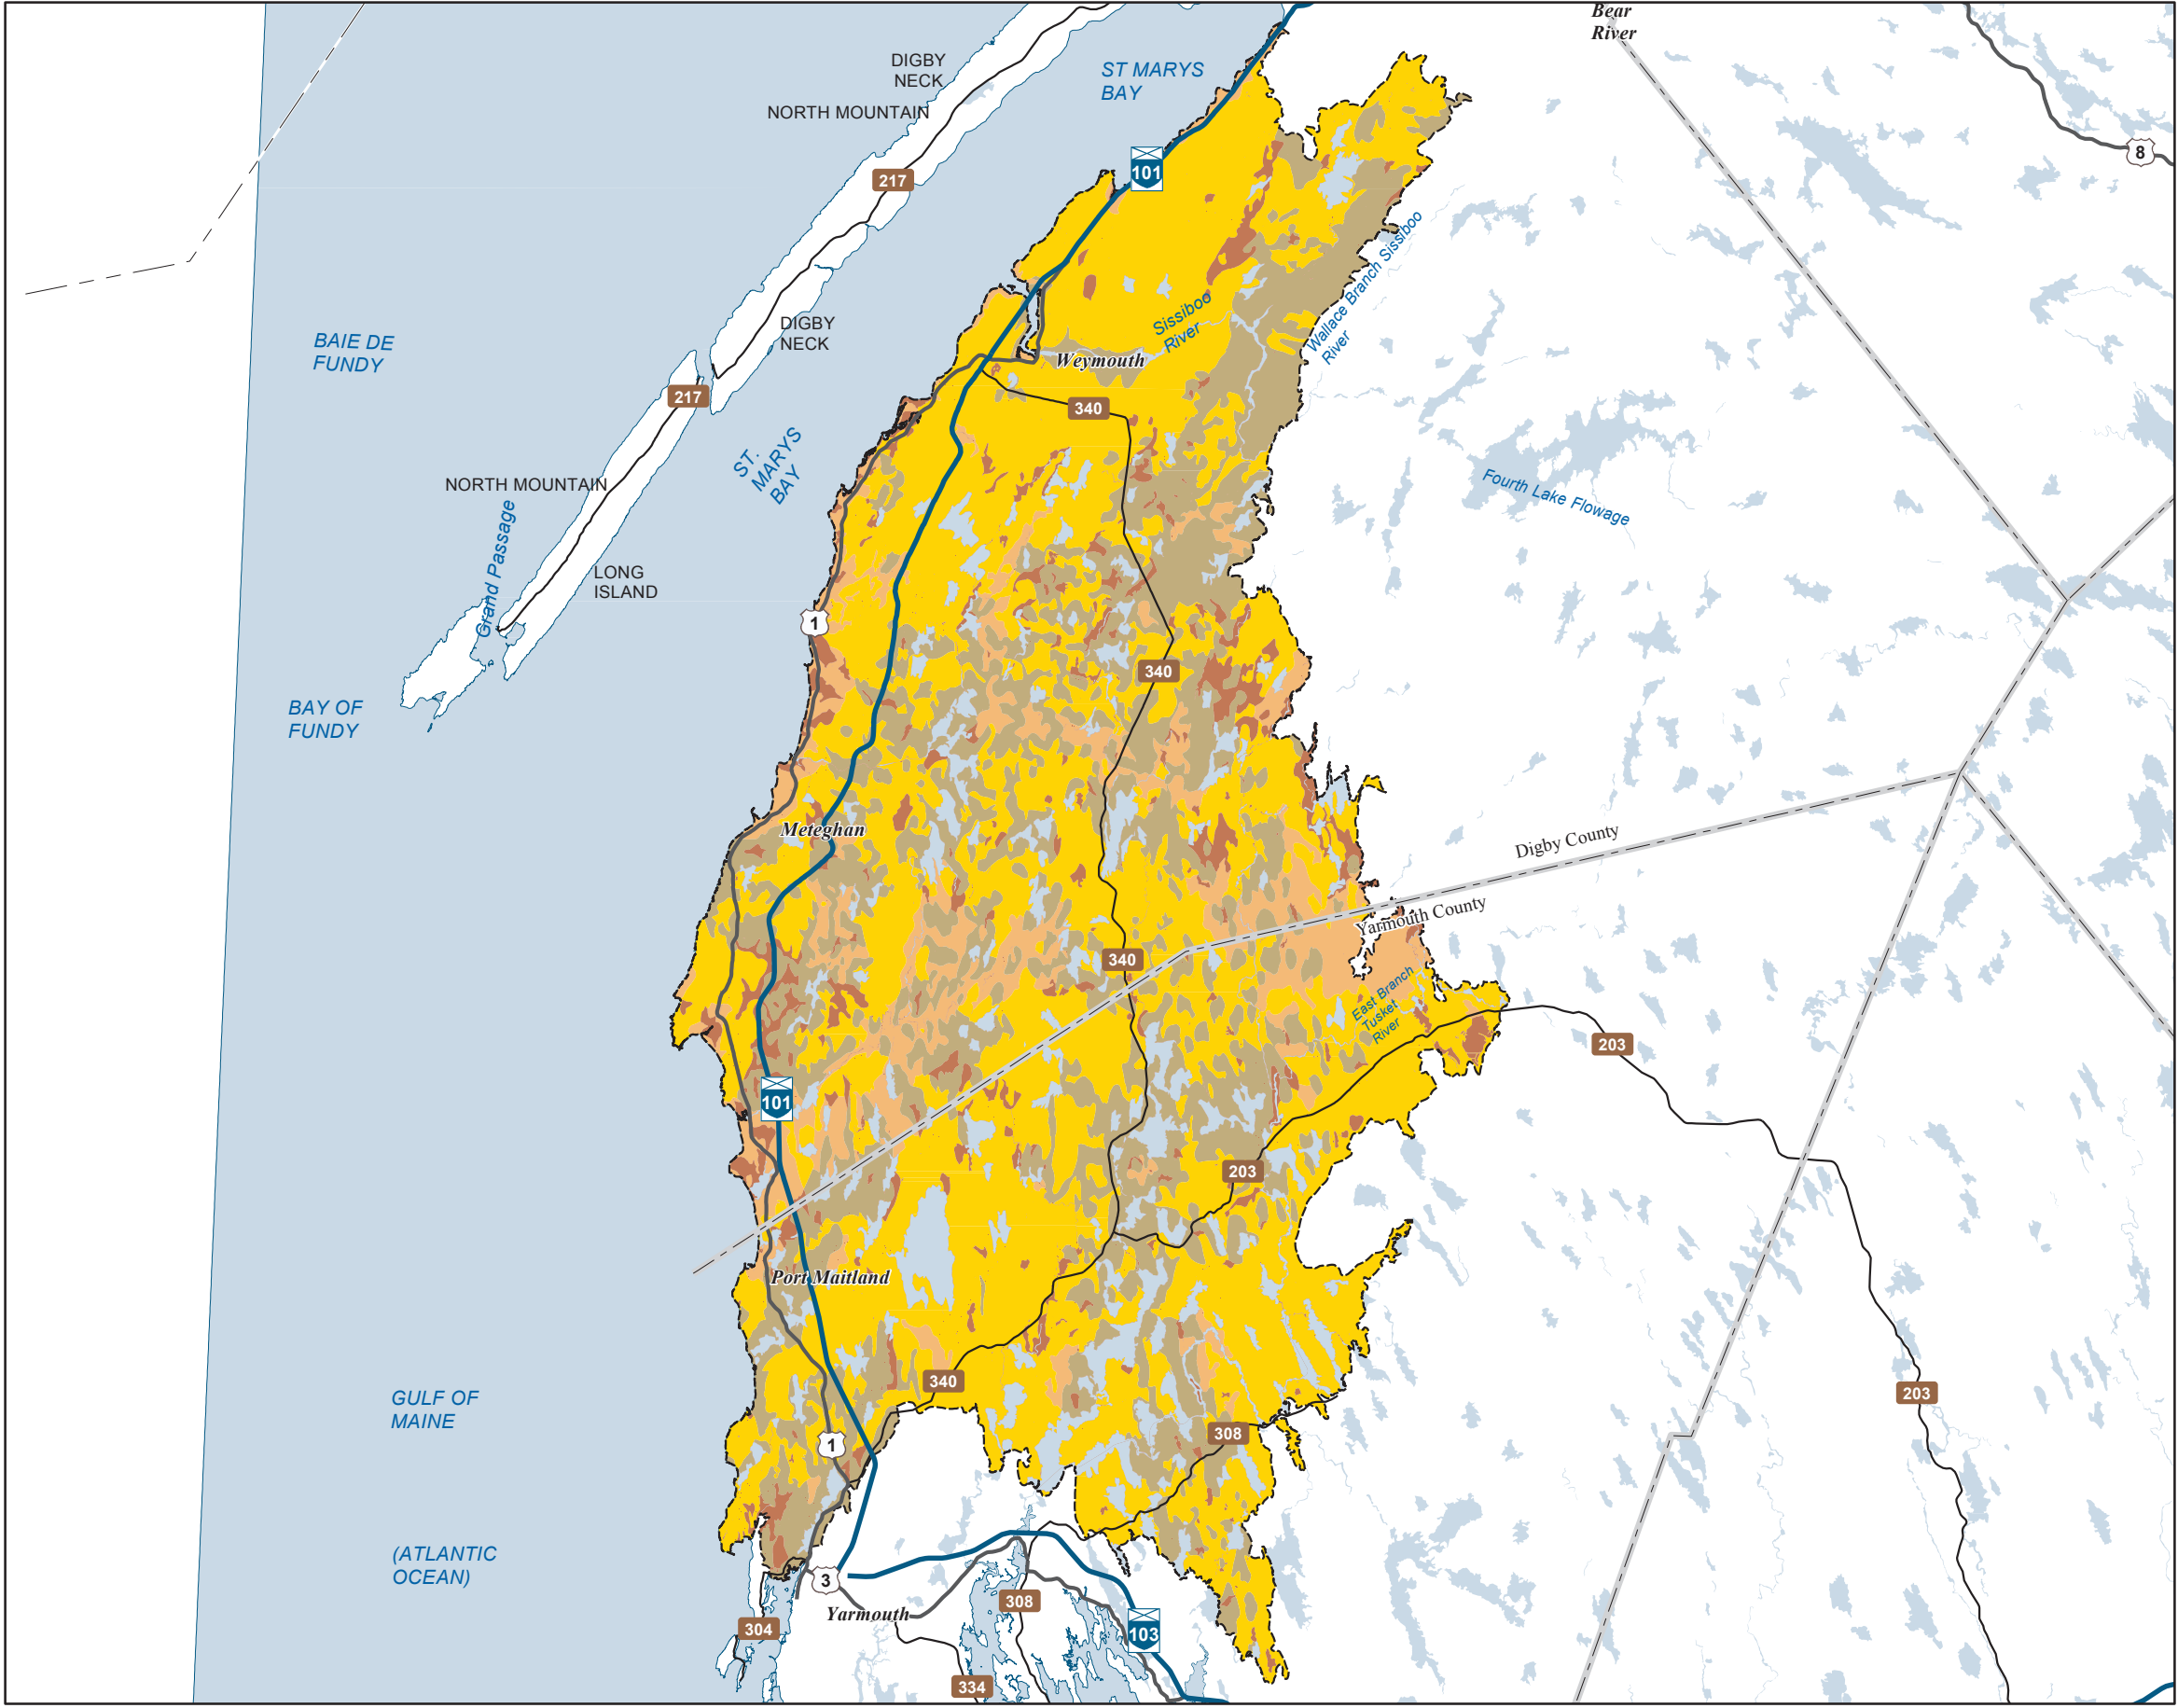 Bear
River
DIGBY
NECK
ST MARYS
BAY
NORTH MOUNTAIN
8
101
217
Wallace Branch Sissiboo
River
Sissiboo
River
DIGBY
NECK
BAIE DE
FUNDY
Weymouth
217
340
ST.
MARYS
BAY
NORTH MOUNTAIN
Fourth Lake Flowage
Grand Passage
LONG
ISLAND
1
340
BAY OF
FUNDY
Meteghan
Digby County
Yarmouth County
340
East Branch
Tusket
River
203
101
203
Port Maitland
340
203
GULF OF
MAINE
308
1
(ATLANTIC
OCEAN)
3
308
Yarmouth
304
103
334